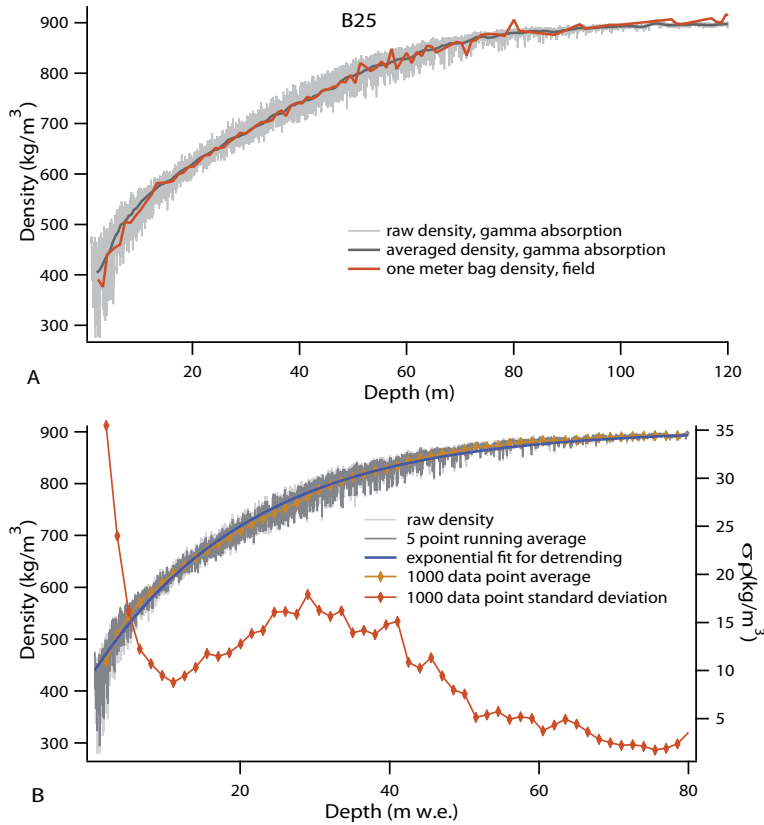 B25
900
800
700
600
500
400
300
Density (kg/m³)
raw density, gamma absorption
averaged density, gamma absorption
one meter bag density, field
20
40
60
80
100
120
A
Depth (m)
900
800
700
600
500
400
300
Density (kg/m³)
raw density
5 point running average
exponential fit for detrending
1000 data point average
1000 data point standard deviation
35
30
25
20
15
10
5
σρ(kg/m³)
20
40
60
80
B
Depth (m w.e.)